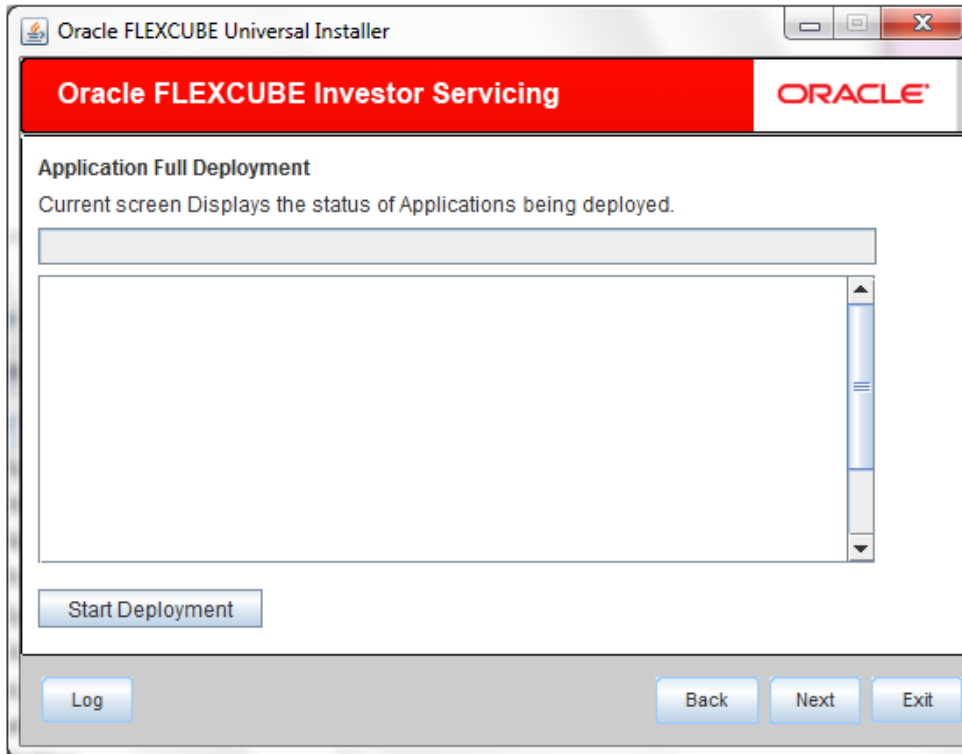 Oracle FLEXCUBE Universal Installer
Oracle FLEXCUBE Investor Servicing
ORACLE®
Application Full Deployment
Current screen Displays the status of Applications being deployed.
Start Deployment
Log
Back
Next
Exit